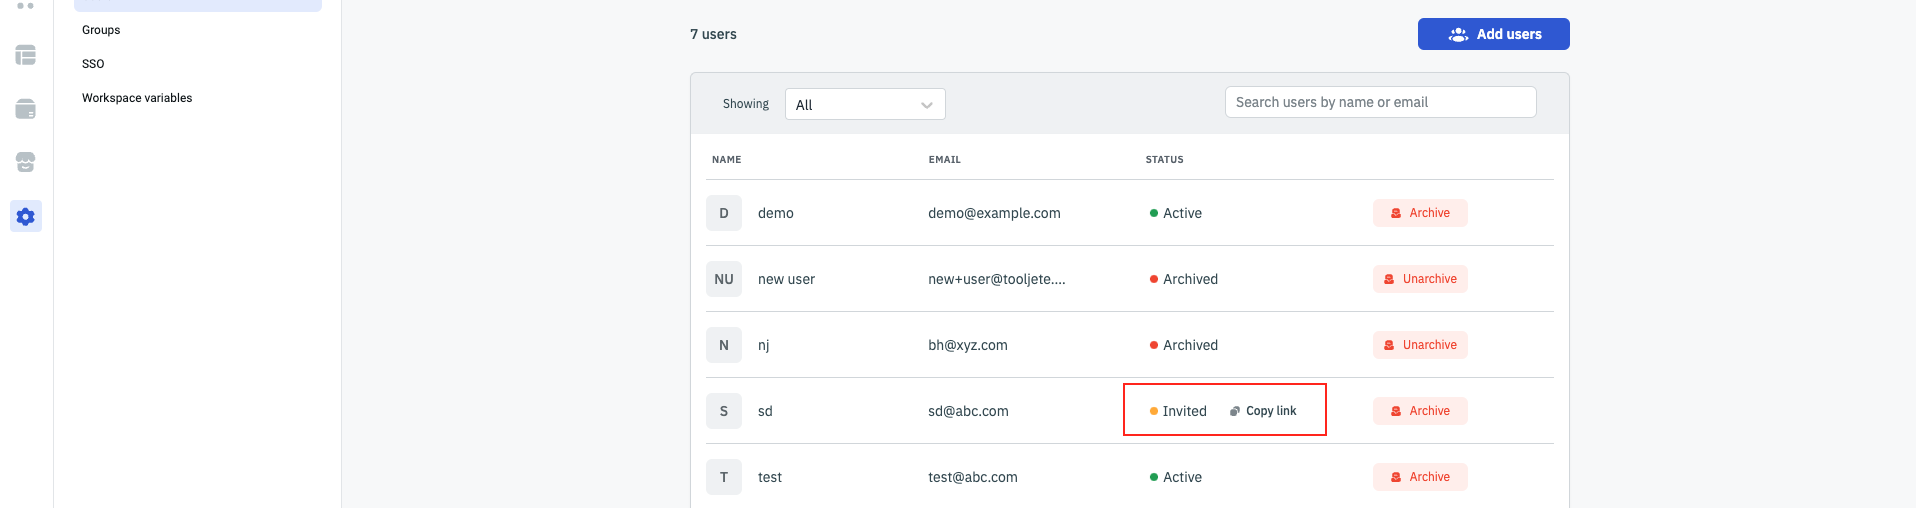 Groups
SSO
Workspace variables
7 users
Add users
Showing
All
Search users by name or email
NAME EMAIL STATUS
D demo demo@example.com Active Archive
NU new user new+user@tooljete.... Archived Unarchive
N nj bh@xyz.com Archived Unarchive
S sd sd@abc.com Invited Copy link Archive
T test test@abc.com Active Archive